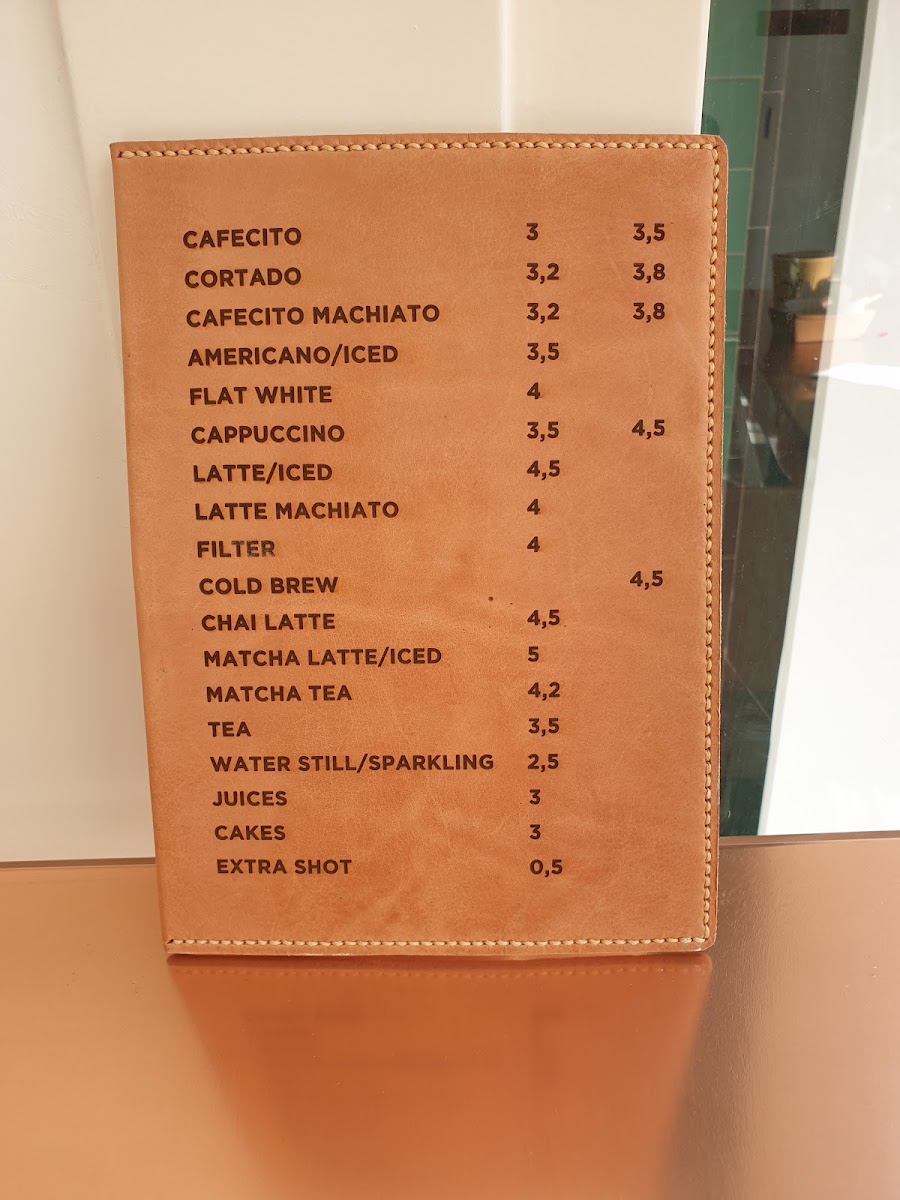 CAFECITO 3 3,5
CORTADO 3,2 3,8
CAFECITO MACHIATO 3,2 3,8
AMERICANO/ICED 3,5
FLAT WHITE 4
CAPPUCCINO 3,5 4,5
LATTE/ICED 4,5
LATTE MACHIATO 4
FILTER 4
COLD BREW 4,5
CHAI LATTE 4,5
MATCHA LATTE/ICED 5
MATCHA TEA 4,2
TEA 3,5
WATER STILL/SPARKLING 2,5
JUICES 3
CAKES 3
EXTRA SHOT 0,5